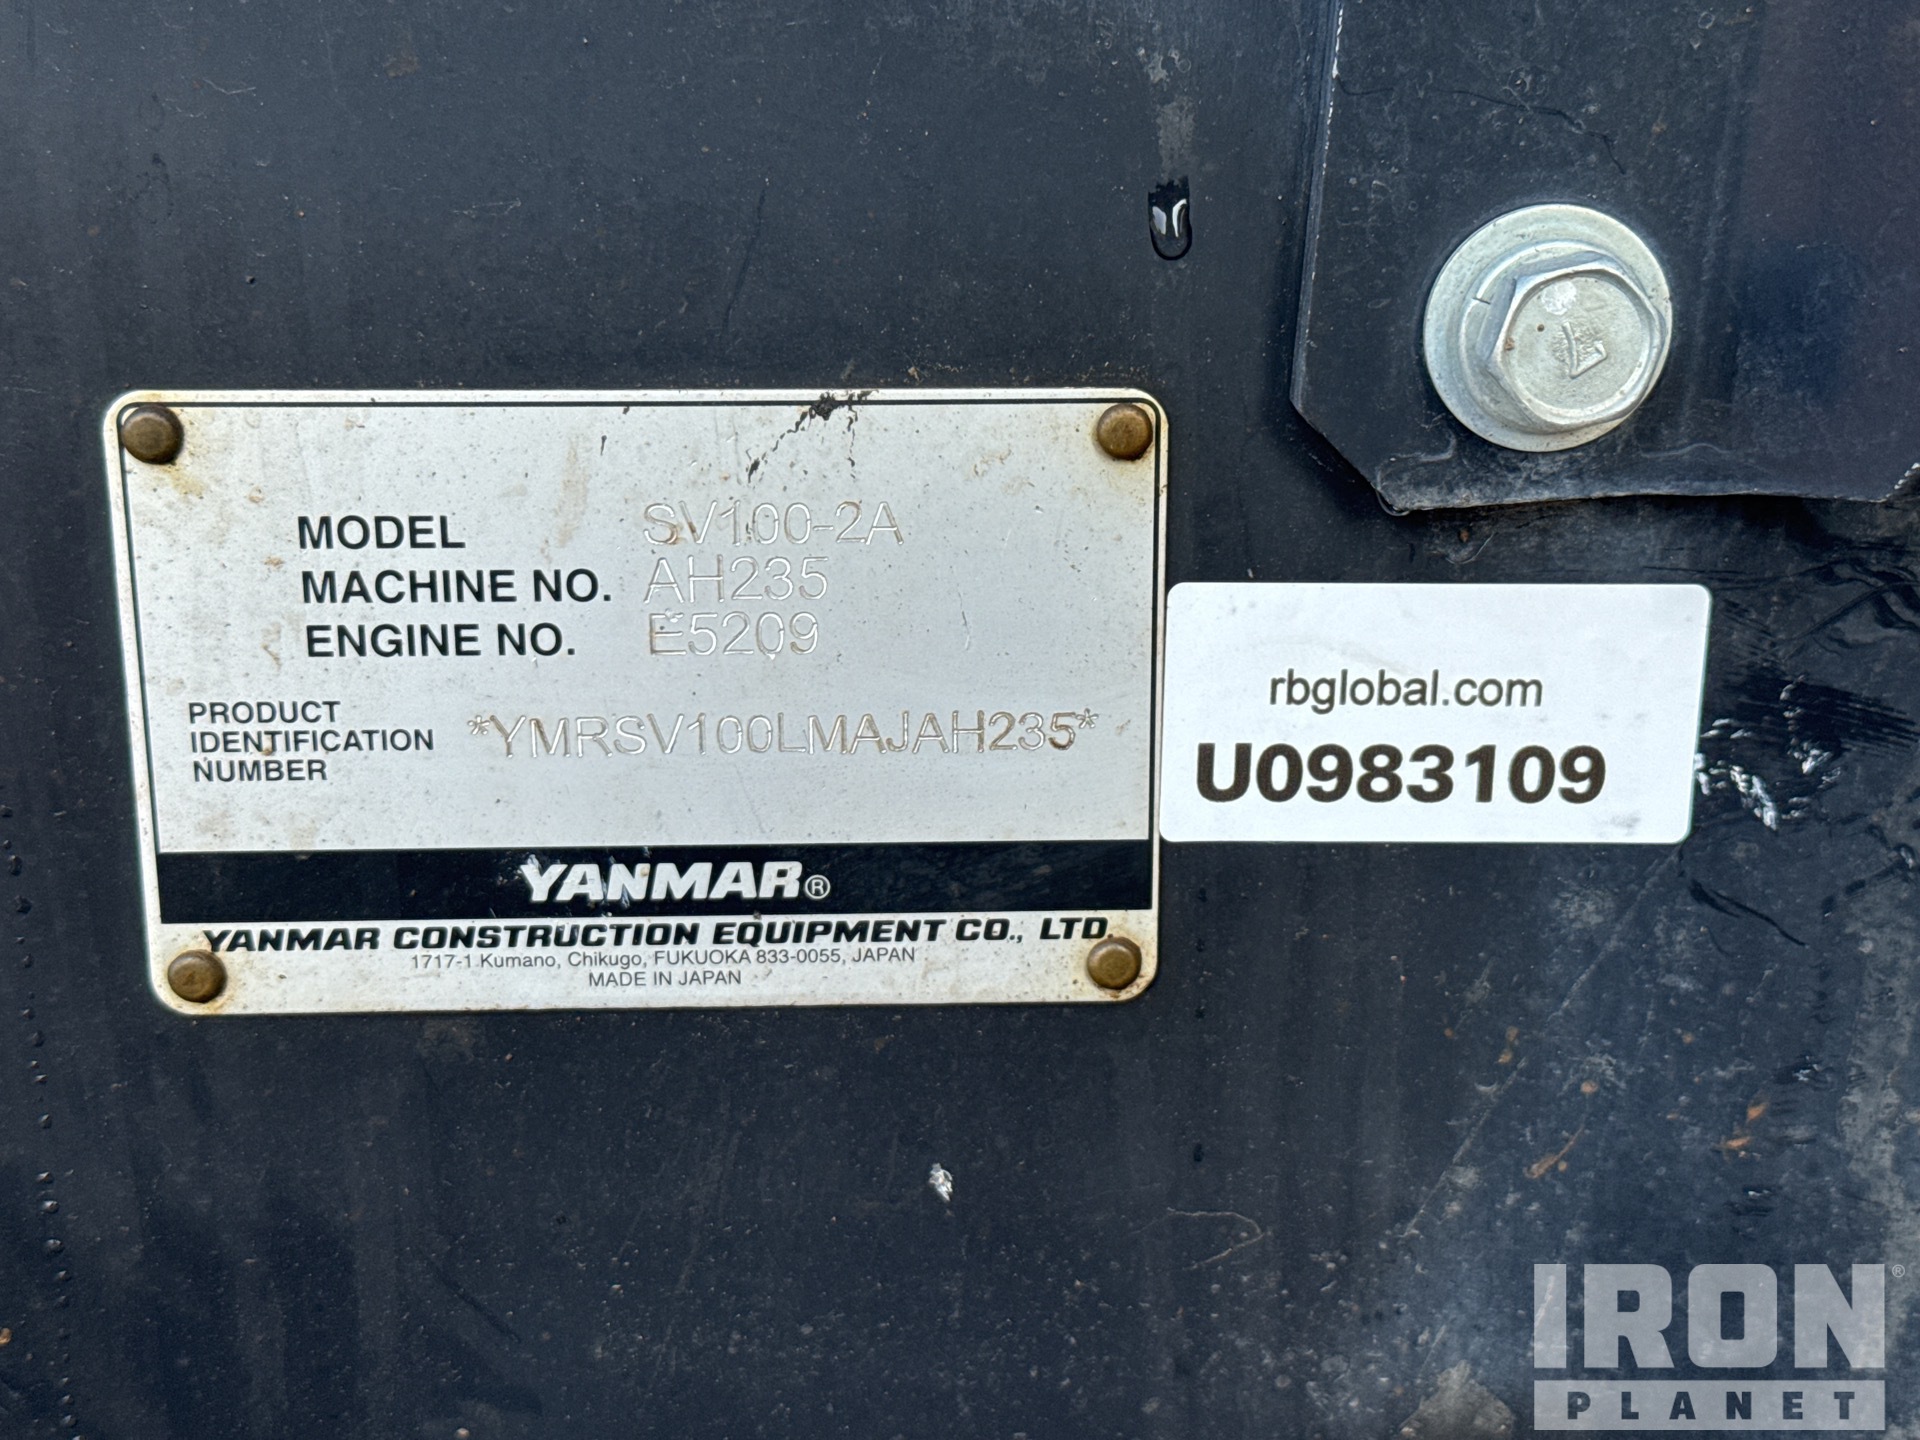 MODEL SV100-2A
MACHINE NO. AH235
ENGINE NO. E5209
PRODUCT
IDENTIFICATION *YMRSV100LMAJAH235*
NUMBER
YANMAR®
YANMAR CONSTRUCTION EQUIPMENT CO., LTD.
1717-1 Kumano, Chikugo, FUKUOKA 833-0055, JAPAN
MADE IN JAPAN
rbglobal.com
U0983109
IRON®
PLANET